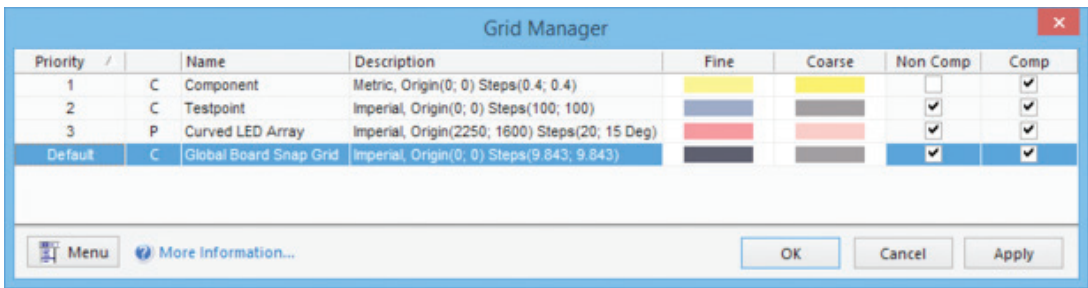 Grid Manager
Priority Name Description Fine Coarse Non Comp Comp
1 C Component Metric, Origin(0; 0) Steps(0.4; 0.4)
2 C Testpoint Imperial, Origin(0; 0) Steps(100; 100)
3 P Curved LED Array Imperial, Origin(2250; 1600) Steps(20; 15 Deg)
Default C Global Board Snap Grid Imperial, Origin(0; 0) Steps(9.843; 9.843)
Menu More Information... OK Cancel Apply